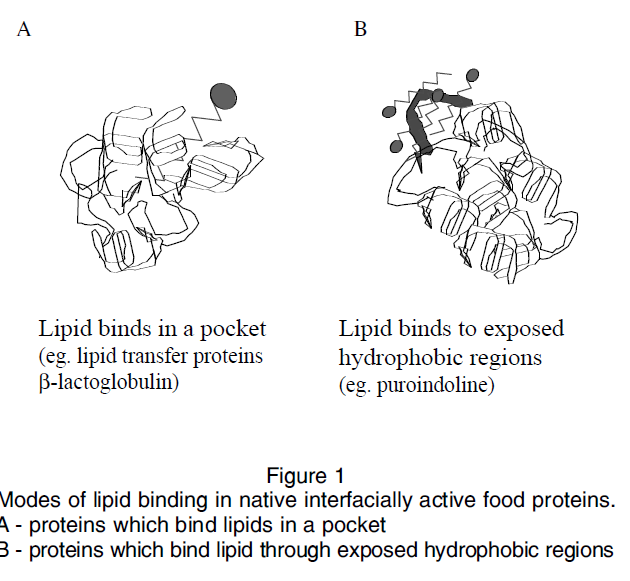 A
B
Lipid binds in a pocket
(eg. lipid transfer proteins
β-lactoglobulin)
Lipid binds to exposed
hydrophobic regions
(eg. puroindoline)
Figure 1
Modes of lipid binding in native interfacially active food proteins.
A - proteins which bind lipids in a pocket
B - proteins which bind lipid through exposed hydrophobic regions